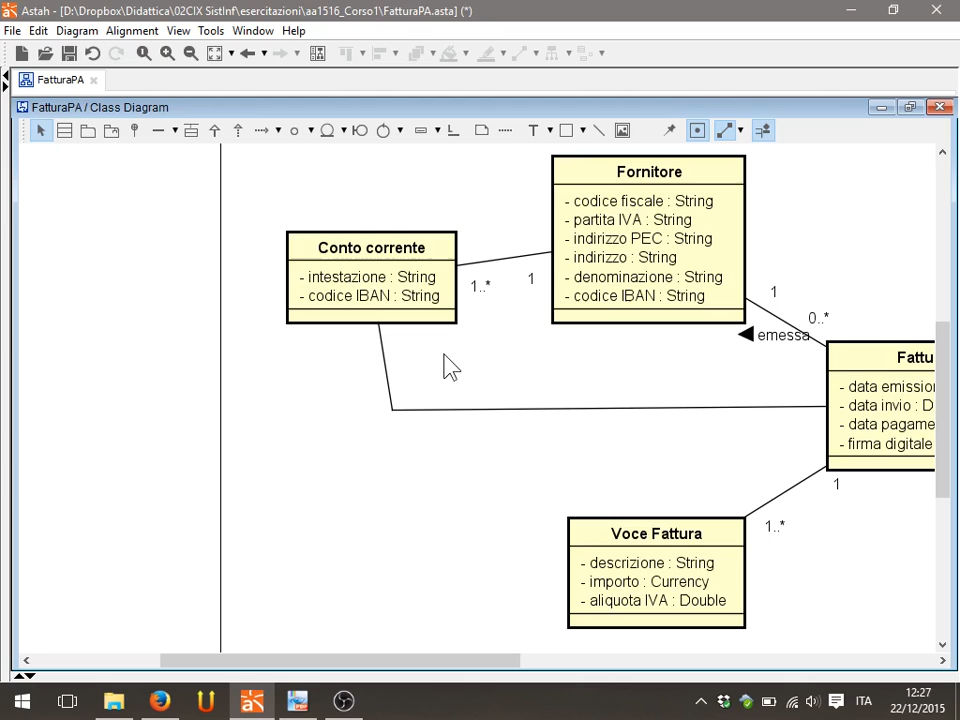 Astah - [D:\Dropbox\Didattica\02CIX SistInf\esercitazioni\aa1516_Corso1\FatturaPA.asta] (*)
File Edit Diagram Alignment View Tools Window Help
FatturaPA
FatturaPA / Class Diagram
T
Fornitore
- codice fiscale : String
- partita IVA : String
- indirizzo PEC : String
- indirizzo : String
- denominazione : String
- codice IBAN : String
Conto corrente
- intestazione : String
- codice IBAN : String
1..*
1
1
0..*
emessa
Fattu
- data emission
- data invio : D
- data pagame
- firma digitale
1
1..*
Voce Fattura
- descrizione : String
- importo : Currency
- aliquota IVA : Double
ITA
12:27
22/12/2015